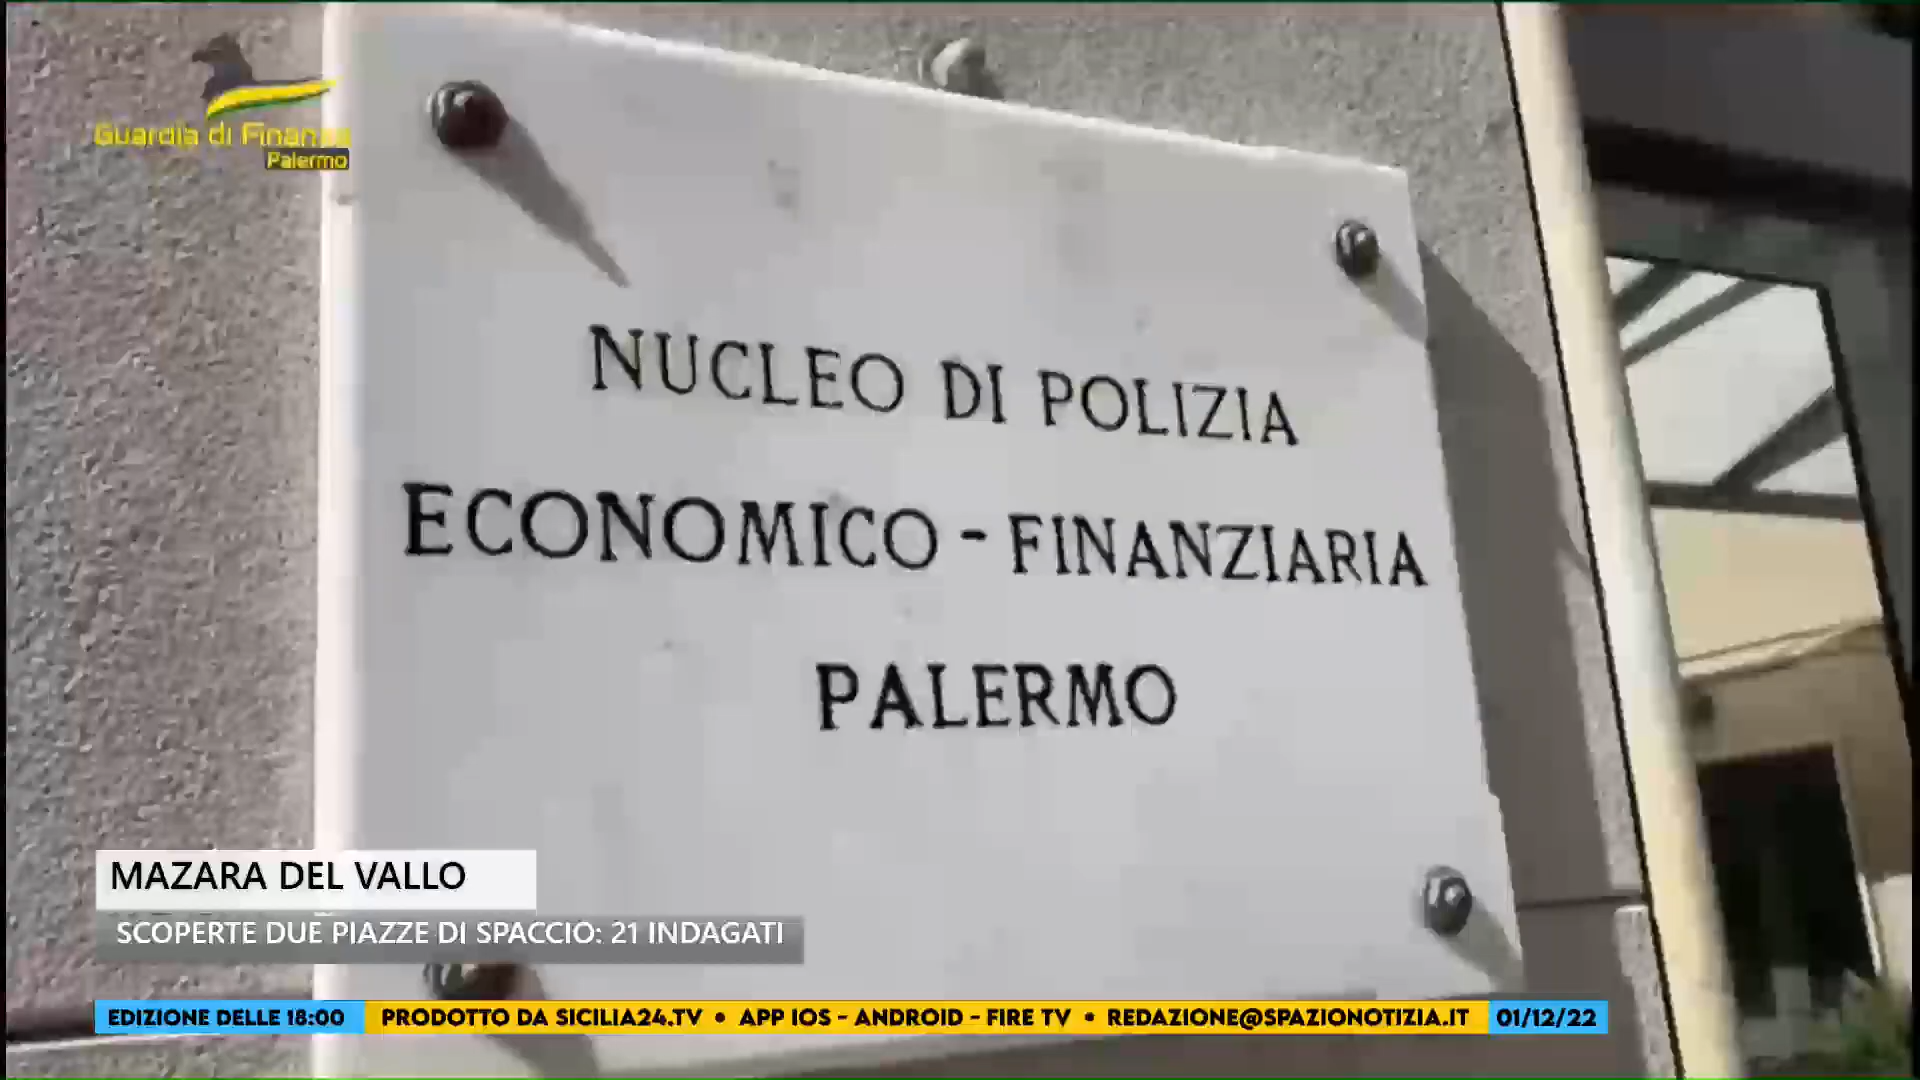 Guardia di Finanza
Palermo
NUCLEO DI POLIZIA
ECONOMICO - FINANZIARIA
PALERMO
MAZARA DEL VALLO
SCOPERTE DUE PIAZZE DI SPACCIO: 21 INDAGATI
EDIZIONE DELLE 18:00 PRODOTTO DA SICILIA24.TV • APP IOS - ANDROID - FIRE TV • REDAZIONE@SPAZIONOTIZIA.IT 01/12/22